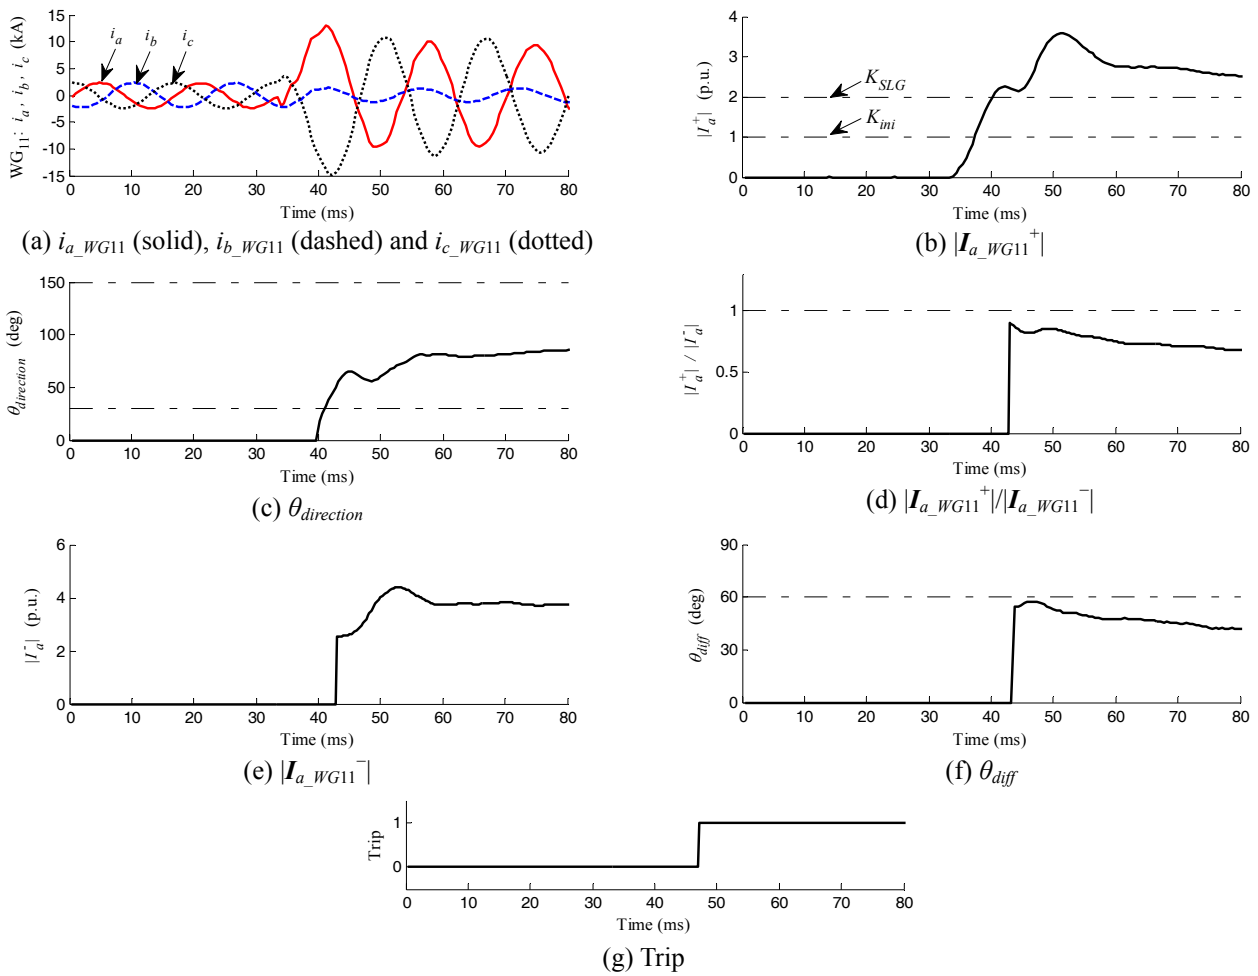 WG11: ia, ib, ic (kA)
15
10
5
0
-5
-10
-15
ia
ib
ic
0 10 20 30 40 50 60 70 80
Time (ms)
(a) ia_WG11 (solid), ib_WG11 (dashed) and ic_WG11 (dotted)
|Ia+| (p.u.)
4
3
2
1
0
KSLG
Kini
0 10 20 30 40 50 60 70 80
Time (ms)
(b) |Ia_WG11+|
θdirection (deg)
150
100
50
0
0 10 20 30 40 50 60 70 80
Time (ms)
(c) θdirection
|Ia+| / |Ia-|
1
0.5
0
0 10 20 30 40 50 60 70 80
Time (ms)
(d) |Ia_WG11+|/|Ia_WG11−|
|Ia-| (p.u.)
6
4
2
0
0 10 20 30 40 50 60 70 80
Time (ms)
(e) |Ia_WG11−|
θdiff (deg)
90
60
30
0
0 10 20 30 40 50 60 70 80
Time (ms)
(f) θdiff
Trip
1
0
0 10 20 30 40 50 60 70 80
Time (ms)
(g) Trip